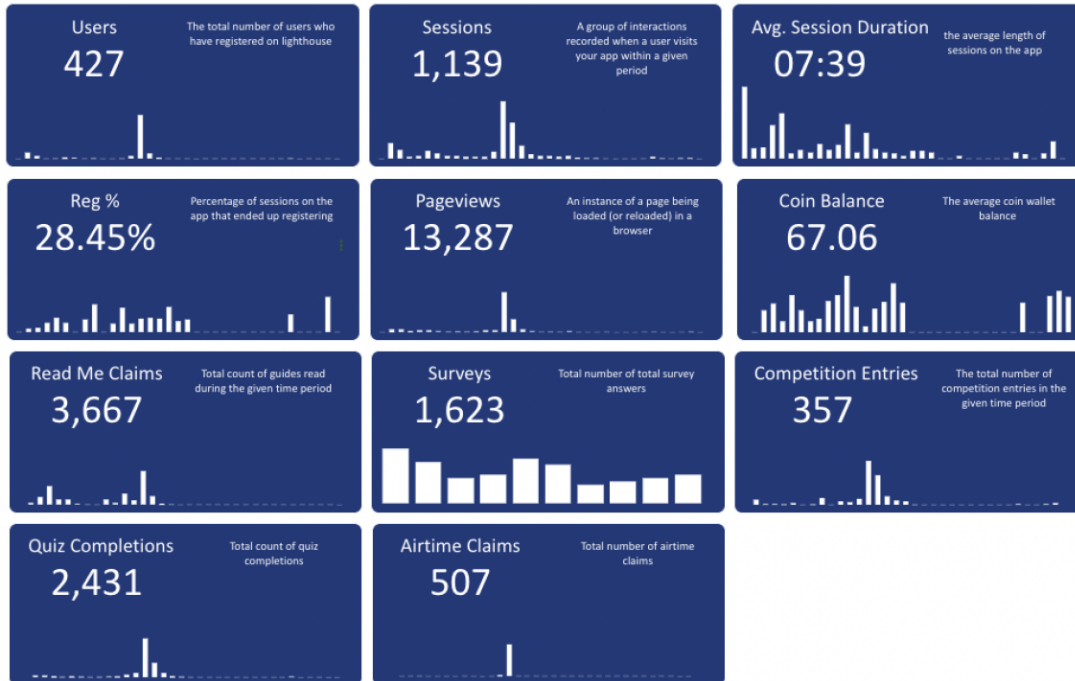 Users
427
The total number of users who
have registered on lighthouse
Sessions
1,139
A group of interactions
recorded when a user visits
your app within a given
period
Avg. Session Duration
07:39
the average length of
sessions on the app
Reg %
28.45%
Percentage of sessions on the
app that ended up registering
Pageviews
13,287
An instance of a page being
loaded (or reloaded) in a
browser
Coin Balance
67.06
The average coin wallet
balance
Read Me Claims
3,667
Total count of guides read
during the given time period
Surveys
1,623
Total number of total survey
answers
Competition Entries
357
The total number of
competition entries in the
given time period
Quiz Completions
2,431
Total count of quiz
completions
Airtime Claims
507
Total number of airtime
claims